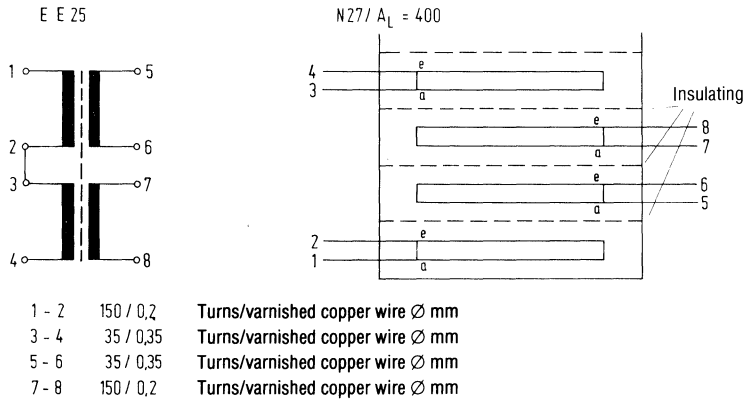 E E 25
N27/ A_L = 400
1
5
2
6
3
7
4
8
4
e
3
a
Insulating
e
8
7
a
e
6
5
a
2
e
1
a
1 - 2 150 / 0,2 Turns/varnished copper wire Ø mm
3 - 4 35 / 0,35 Turns/varnished copper wire Ø mm
5 - 6 35 / 0,35 Turns/varnished copper wire Ø mm
7 - 8 150 / 0,2 Turns/varnished copper wire Ø mm